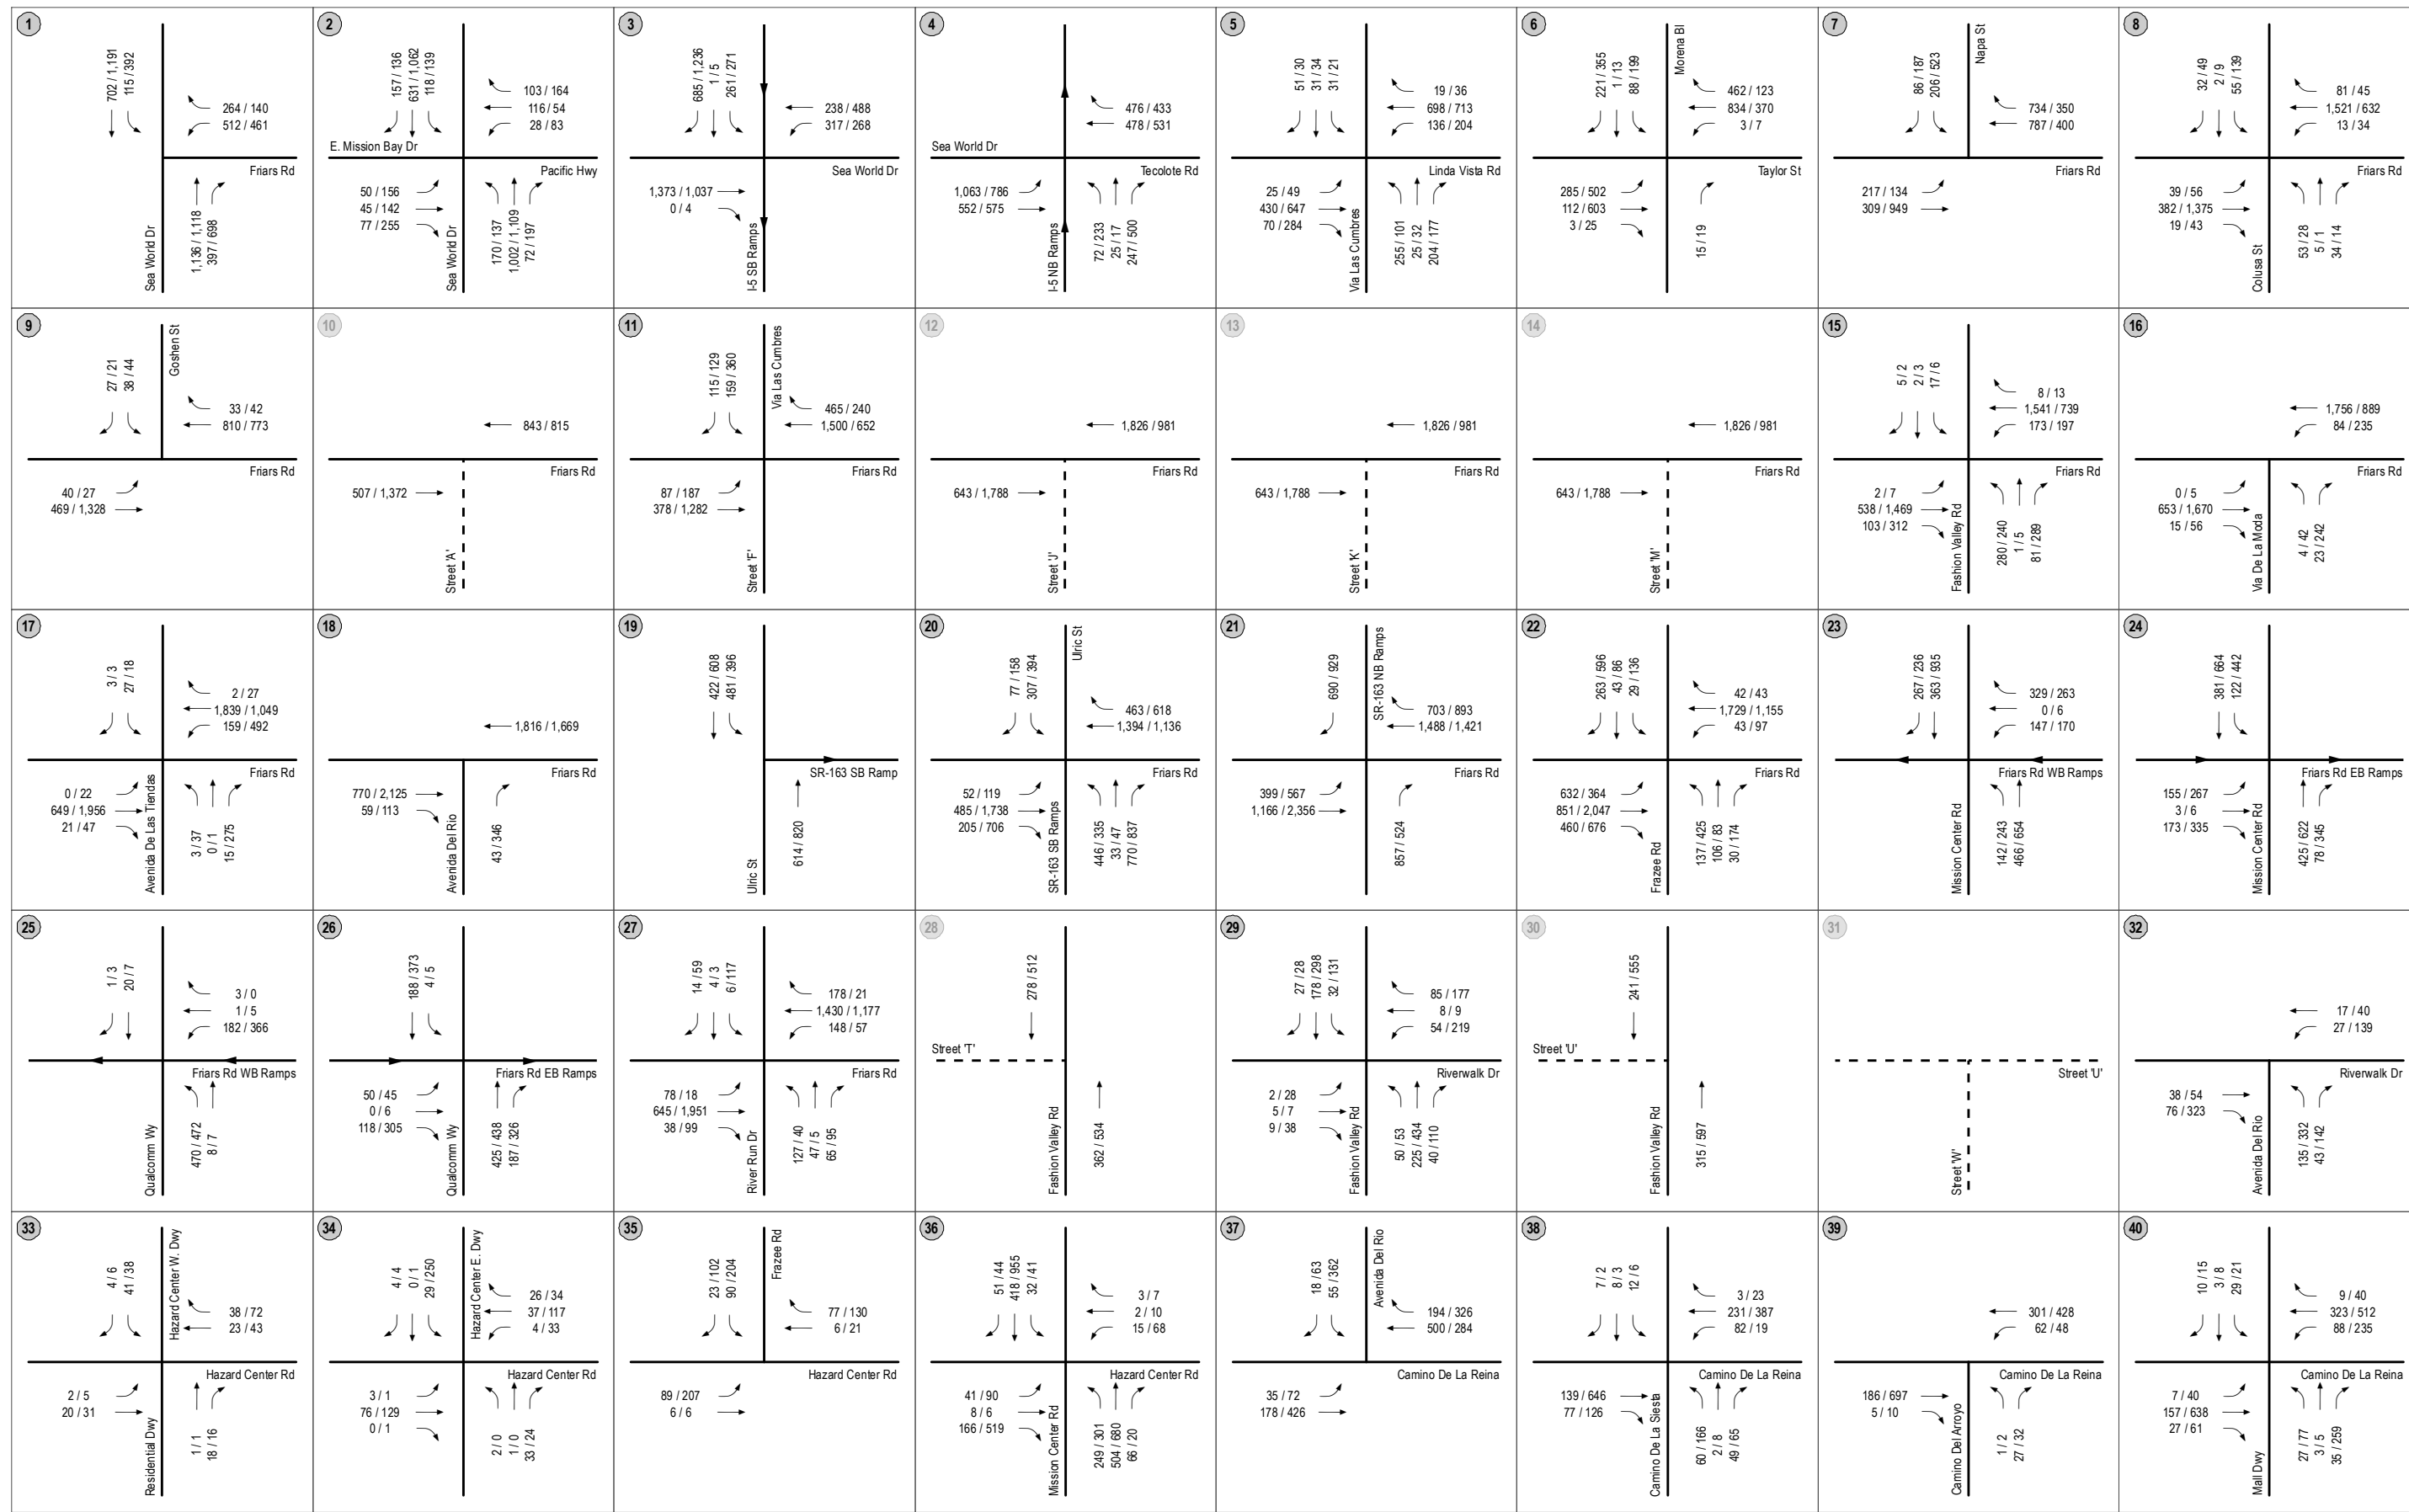 1
702 / 1,191
115 / 392
264 / 140
512 / 461
Friars Rd
Sea World Dr
1,136 / 1,118
397 / 698
2
157 / 136
631 / 1,062
118 / 139
103 / 164
116 / 54
28 / 83
E. Mission Bay Dr
Pacific Hwy
50 / 156
45 / 142
77 / 255
Sea World Dr
170 / 137
1,002 / 1,109
72 / 197
3
685 / 1,236
1 / 5
261 / 271
238 / 488
317 / 268
Sea World Dr
1,373 / 1,037
0 / 4
I-5 SB Ramps
4
476 / 433
478 / 531
Sea World Dr
Tecolote Rd
1,063 / 786
552 / 575
I-5 NB Ramps
72 / 233
25 / 17
247 / 500
5
51 / 30
31 / 34
31 / 21
19 / 36
698 / 713
136 / 204
Linda Vista Rd
25 / 49
430 / 647
70 / 284
Via Las Cumbres
255 / 101
25 / 32
204 / 177
6
221 / 355
1 / 13
88 / 199
Morena Bl
462 / 123
834 / 370
3 / 7
Taylor St
285 / 502
112 / 603
3 / 25
15 / 19
7
86 / 187
206 / 523
Napa St
734 / 350
787 / 400
Friars Rd
217 / 134
309 / 949
8
32 / 49
2 / 9
55 / 139
81 / 45
1,521 / 632
13 / 34
Friars Rd
39 / 56
382 / 1,375
19 / 43
Colusa St
53 / 28
5 / 1
34 / 14
9
27 / 21
38 / 44
Goshen St
33 / 42
810 / 773
Friars Rd
40 / 27
469 / 1,328
10
843 / 815
Friars Rd
507 / 1,372
Street 'A'
11
115 / 129
159 / 360
Via Las Cumbres
465 / 240
1,500 / 652
Friars Rd
87 / 187
378 / 1,282
Street 'F'
12
1,826 / 981
Friars Rd
643 / 1,788
Street 'J'
13
1,826 / 981
Friars Rd
643 / 1,788
Street 'K'
14
1,826 / 981
Friars Rd
643 / 1,788
Street 'M'
15
5 / 2
2 / 3
17 / 6
8 / 13
1,541 / 739
173 / 197
Friars Rd
2 / 7
538 / 1,469
103 / 312
Fashion Valley Rd
280 / 240
1 / 5
81 / 289
16
1,756 / 889
84 / 235
Friars Rd
0 / 5
653 / 1,670
15 / 56
Via De La Moda
4 / 42
23 / 242
17
3 / 3
27 / 18
2 / 27
1,839 / 1,049
159 / 492
Friars Rd
0 / 22
649 / 1,956
21 / 47
Avenida De Las Tiendas
3 / 37
0 / 1
15 / 275
18
1,816 / 1,669
Friars Rd
770 / 2,125
59 / 113
Avenida Del Rio
43 / 346
19
422 / 608
481 / 396
SR-163 SB Ramp
Ulric St
614 / 820
20
77 / 158
307 / 394
Ulric St
463 / 618
1,394 / 1,136
Friars Rd
52 / 119
485 / 1,738
205 / 706
SR-163 SB Ramps
446 / 335
33 / 47
770 / 837
21
690 / 929
SR-163 NB Ramps
703 / 893
1,488 / 1,421
Friars Rd
399 / 567
1,166 / 2,356
857 / 524
22
263 / 596
43 / 86
29 / 136
42 / 43
1,729 / 1,155
43 / 97
Friars Rd
632 / 364
851 / 2,047
460 / 676
Frazee Rd
137 / 425
106 / 83
30 / 174
23
267 / 236
363 / 935
329 / 263
0 / 6
147 / 170
Friars Rd WB Ramps
Mission Center Rd
142 / 243
466 / 654
24
381 / 664
122 / 442
Friars Rd EB Ramps
155 / 267
3 / 6
173 / 335
Mission Center Rd
425 / 622
78 / 345
25
1 / 3
20 / 7
3 / 0
1 / 5
182 / 366
Friars Rd WB Ramps
Qualcomm Wy
470 / 472
8 / 7
26
188 / 373
4 / 5
Friars Rd EB Ramps
50 / 45
0 / 6
118 / 305
Qualcomm Wy
425 / 438
187 / 326
27
14 / 59
4 / 3
6 / 117
178 / 21
1,430 / 1,177
148 / 57
Friars Rd
78 / 18
645 / 1,951
38 / 99
River Run Dr
127 / 40
47 / 5
65 / 95
28
278 / 512
Street 'T'
Fashion Valley Rd
362 / 534
29
27 / 28
178 / 298
32 / 131
85 / 177
8 / 9
54 / 219
Riverwalk Dr
2 / 28
5 / 7
9 / 38
Fashion Valley Rd
50 / 53
225 / 434
40 / 110
30
241 / 555
Street 'U'
Fashion Valley Rd
315 / 597
31
Street 'U'
Street 'W'
32
17 / 40
27 / 139
Riverwalk Dr
38 / 54
76 / 323
Avenida Del Rio
135 / 332
43 / 142
33
4 / 6
41 / 38
Hazard Center W. Dwy
38 / 72
23 / 43
Hazard Center Rd
2 / 5
20 / 31
Residential Dwy
1 / 1
18 / 16
34
4 / 4
0 / 1
29 / 250
Hazard Center E. Dwy
26 / 34
37 / 117
4 / 33
Hazard Center Rd
3 / 1
76 / 129
0 / 1
2 / 0
1 / 0
33 / 24
35
23 / 102
90 / 204
Frazee Rd
77 / 130
6 / 21
Hazard Center Rd
89 / 207
6 / 6
36
51 / 44
418 / 955
32 / 41
3 / 7
2 / 10
15 / 68
Hazard Center Rd
41 / 90
8 / 6
166 / 519
Mission Center Rd
249 / 301
504 / 680
66 / 20
37
18 / 63
55 / 362
Avenida Del Rio
194 / 326
500 / 284
Camino De La Reina
35 / 72
178 / 426
38
7 / 2
8 / 3
12 / 6
3 / 23
231 / 387
82 / 19
Camino De La Reina
139 / 646
77 / 126
Camino De La Siesta
60 / 166
2 / 8
49 / 65
39
301 / 428
62 / 48
Camino De La Reina
186 / 697
5 / 10
Camino Del Arroyo
1 / 2
27 / 32
40
10 / 15
3 / 8
29 / 21
9 / 40
323 / 512
88 / 235
Camino De La Reina
7 / 40
157 / 638
27 / 61
Mall Dwy
27 / 77
3 / 5
35 / 259